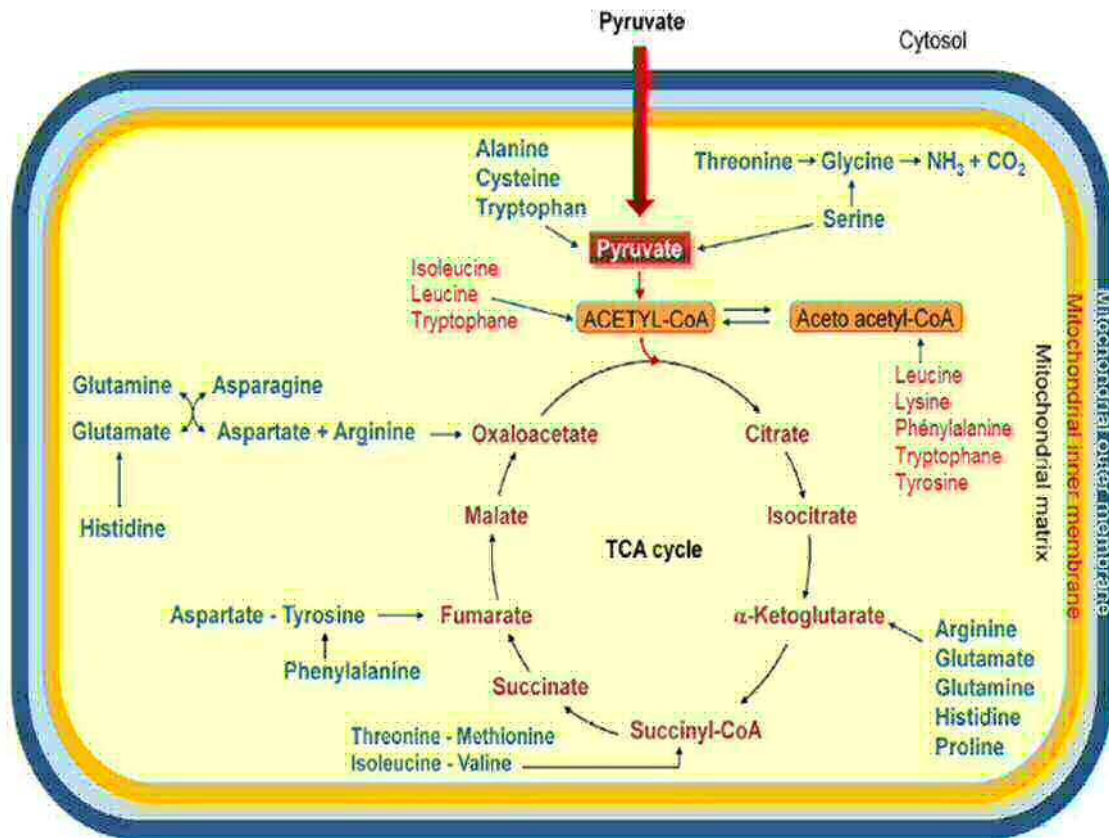 Pyruvate
Cytosol
Alanine
Cysteine
Tryptophan
Threonine → Glycine → NH₃ + CO₂
Serine
Pyruvate
Isoleucine
Leucine
Tryptophane
ACETYL-CoA
Aceto acetyl-CoA
Leucine
Lysine
Phénylalanine
Tryptophane
Tyrosine
Glutamine
Asparagine
Glutamate
Aspartate + Arginine
Oxaloacetate
Citrate
Histidine
Malate
Isocitrate
TCA cycle
Aspartate - Tyrosine
Fumarate
α-Ketoglutarate
Phenylalanine
Arginine
Glutamate
Glutamine
Histidine
Proline
Succinate
Succinyl-CoA
Threonine - Methionine
Isoleucine - Valine
Mitochondrial matrix
Mitochondrial inner membrane
Mitochondrial outer membrane